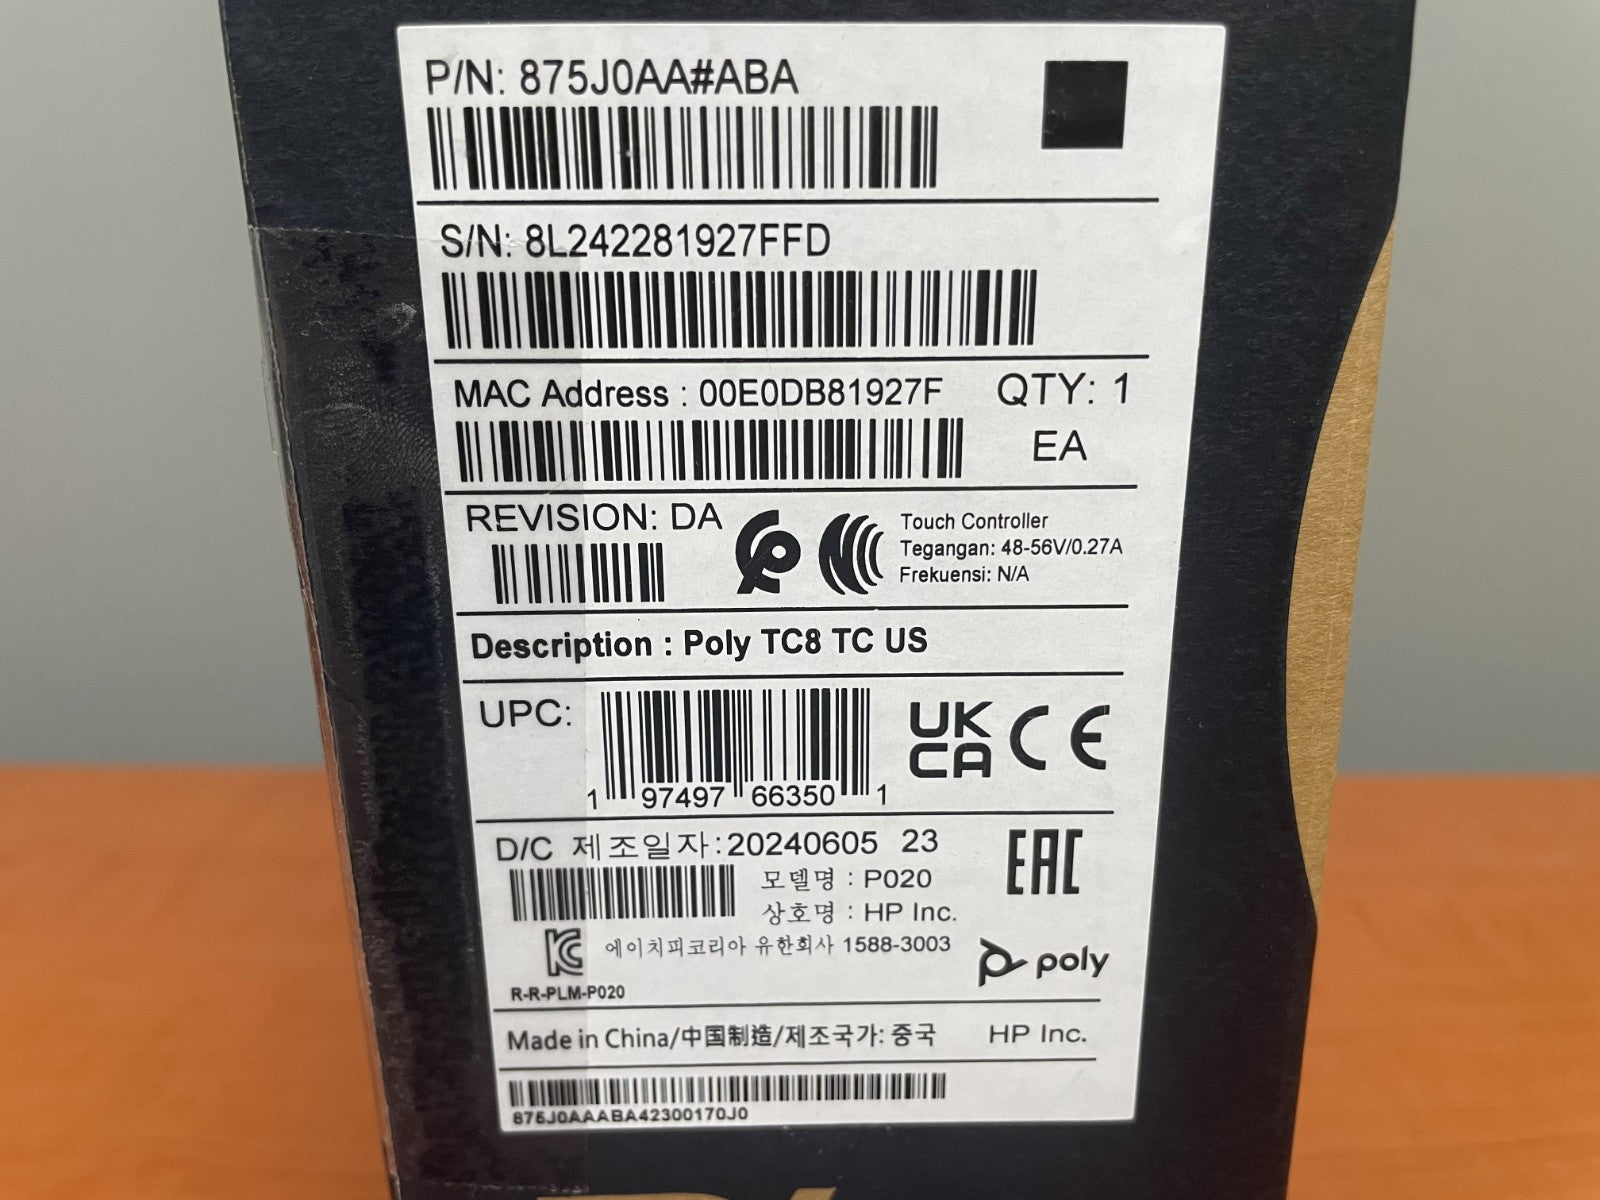 P/N: 875J0AA#ABA
S/N: 8L242281927FFD
MAC Address : 00E0DB81927F
QTY: 1
EA
REVISION: DA
Touch Controller
Tegangan: 48-56V/0.27A
Frekuensi: N/A
Description : Poly TC8 TC US
UPC:
1 97497 66350 1
UK
CA
CE
D/C 제조일자:20240605 23
모델명 : P020
상호명 : HP Inc.
EAC
에이치피코리아 유한회사 1588-3003
R-R-PLM-P020
poly
Made in China/中国制造/제조국가: 중국
HP Inc.
875J0AAABA42300170J0